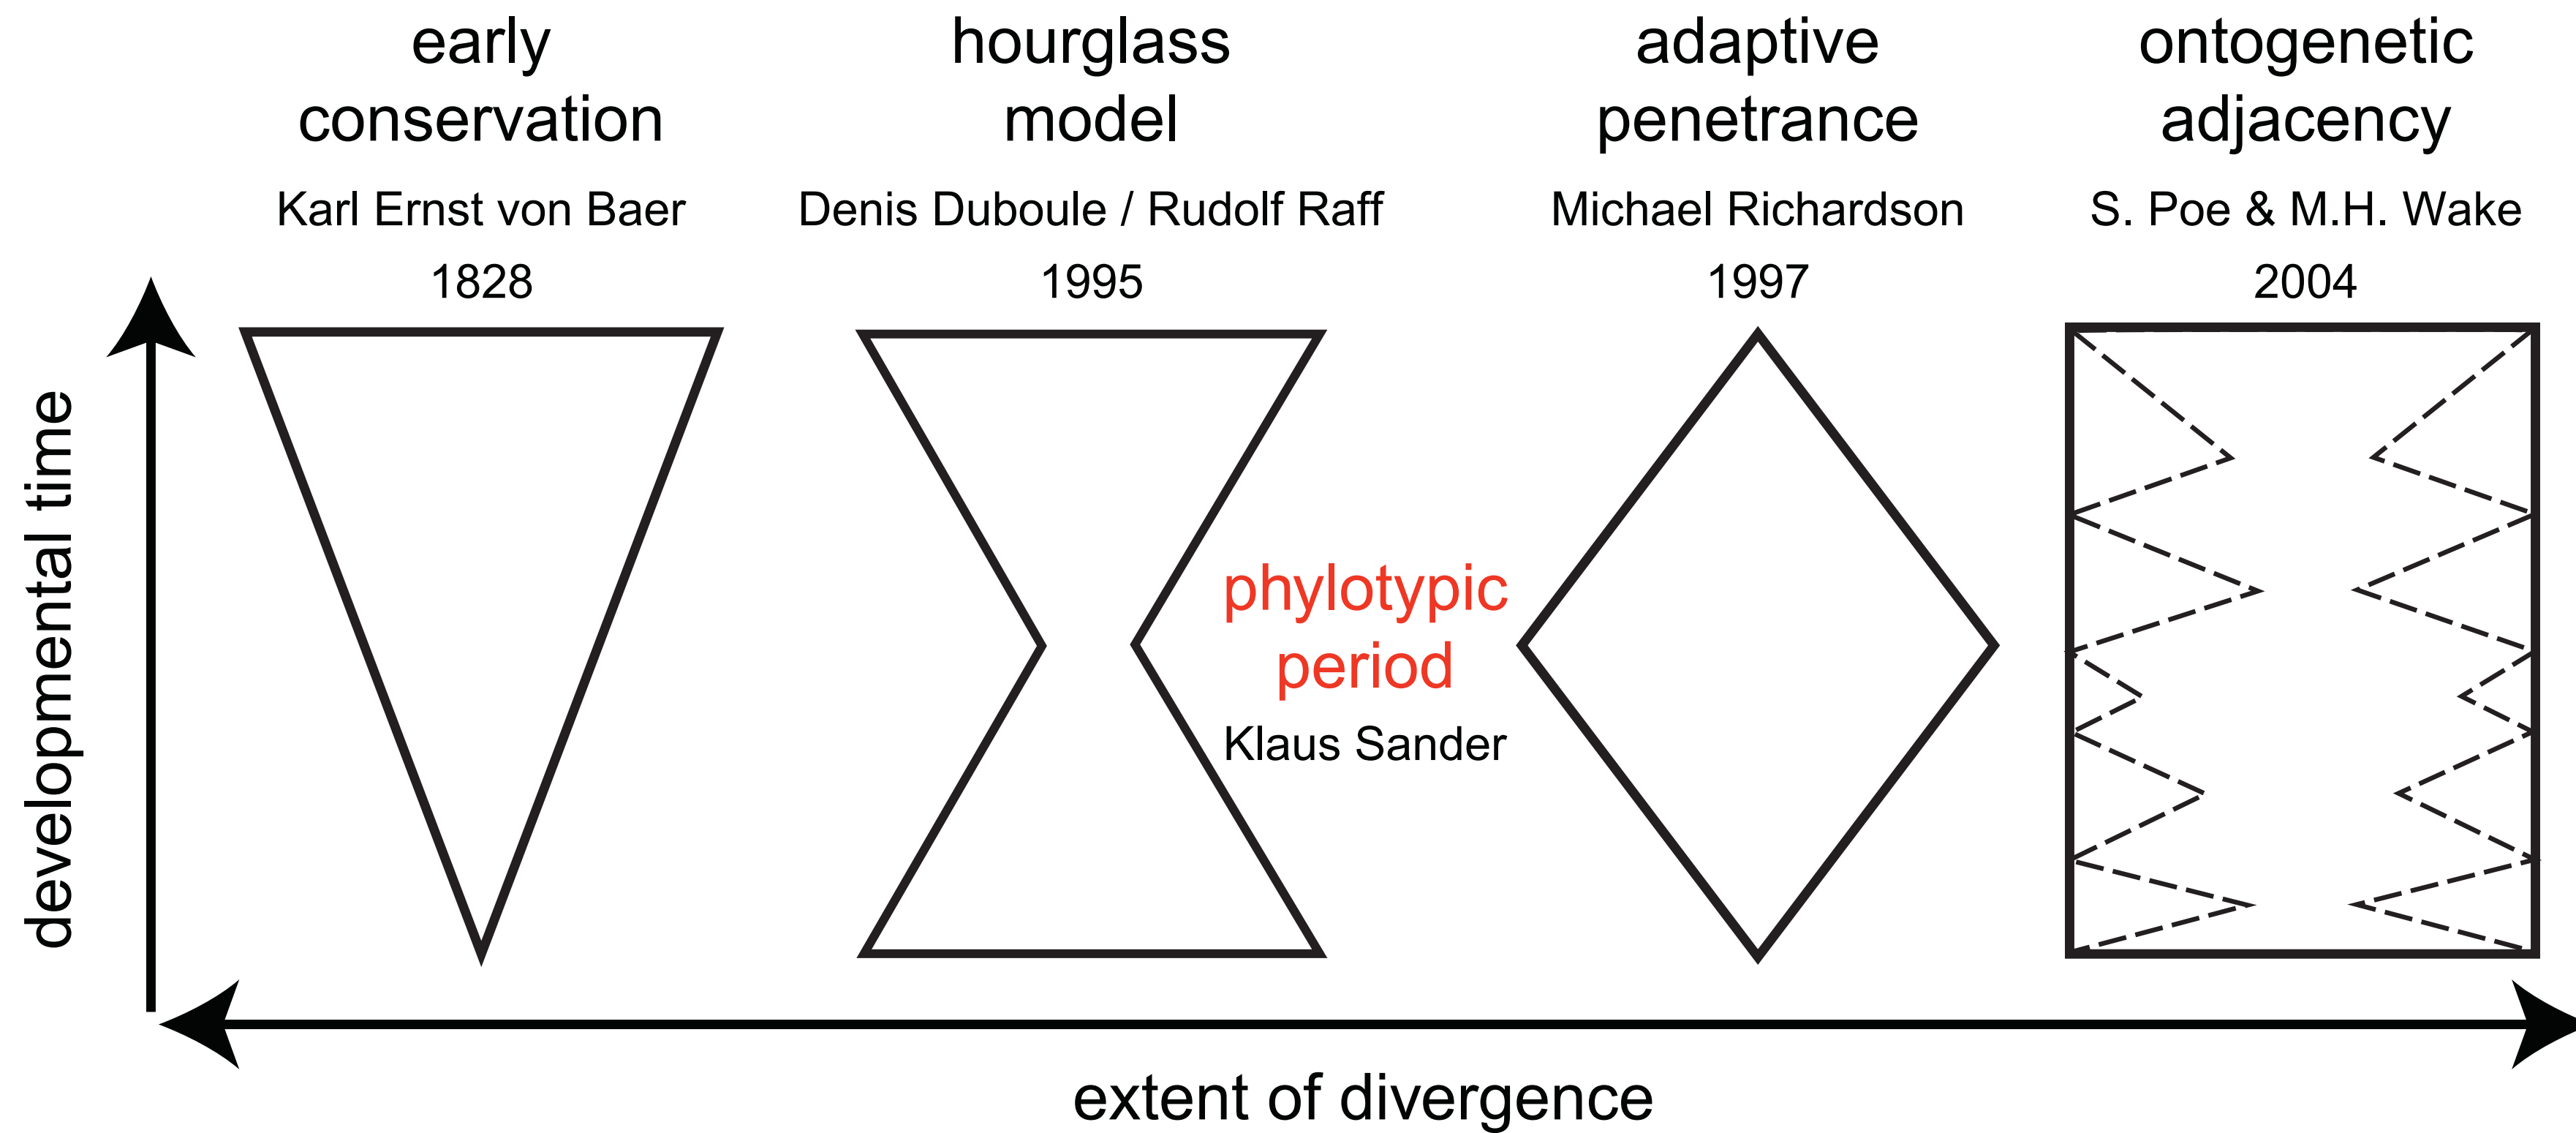 early
conservation
Karl Ernst von Baer
1828
hourglass
model
Denis Duboule / Rudolf Raff
1995
adaptive
penetrance
Michael Richardson
1997
ontogenetic
adjacency
S. Poe & M.H. Wake
2004
developmental time
phylotypic
period
Klaus Sander
extent of divergence